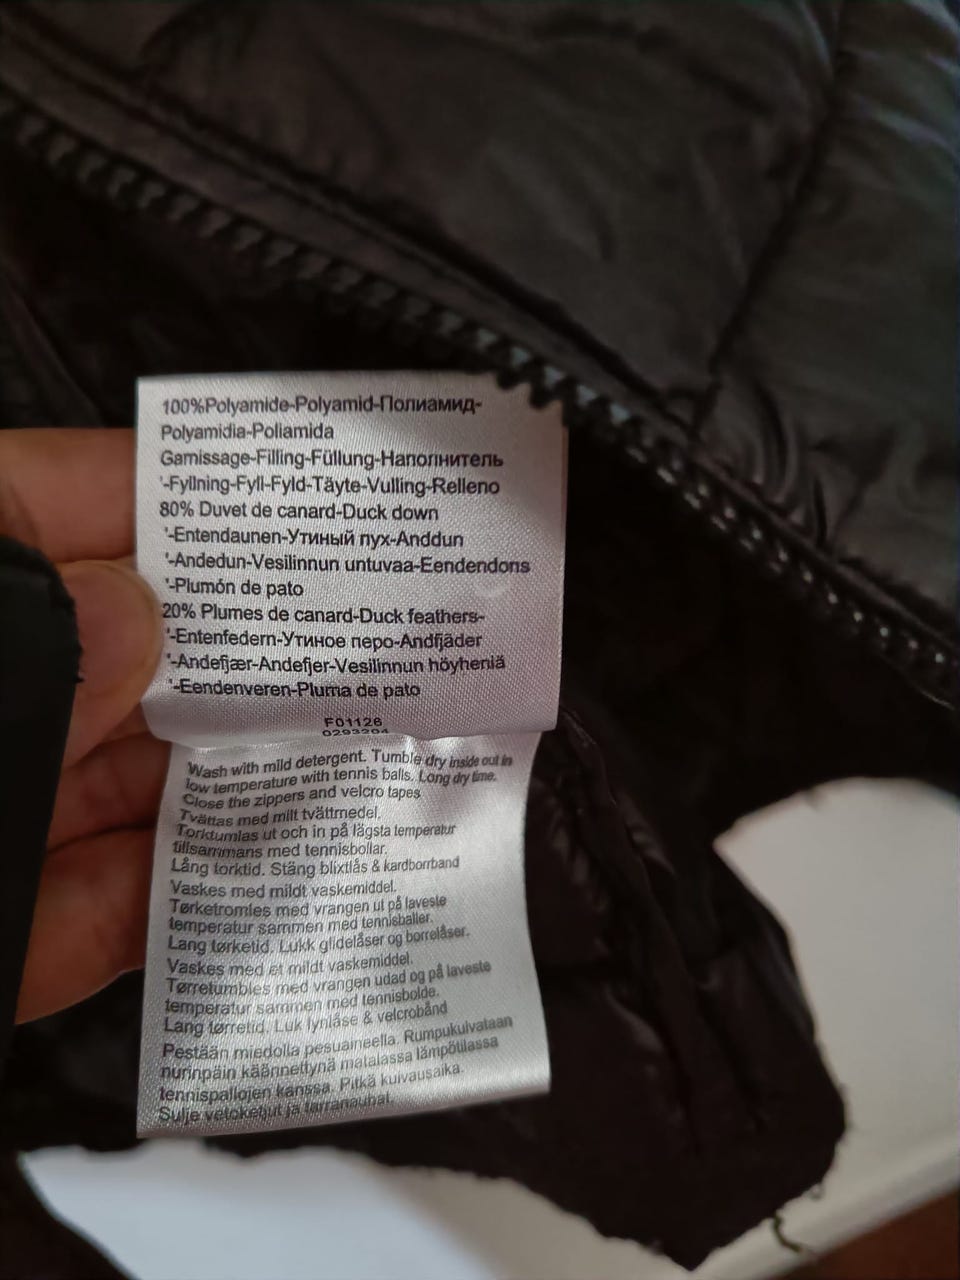 100%Polyamide-Polyamid-Полиамид-
Polyamidia-Poliamida
Garnissage-Filling-Füllung-Наполнитель
'-Fyllning-Fyll-Fyld-Täyte-Vulling-Relleno
80% Duvet de canard-Duck down
'-Entendaunen-Утиный пух-Anddun
'-Andedun-Vesilinnun untuvaa-Eendendons
'-Plumón de pato
20% Plumes de canard-Duck feathers-
'-Entenfedern-Утиное перо-Andfjäder
'-Andefjær-Andefjer-Vesilinnun höyheniä
'-Eendenveren-Pluma de pato
F01126
0293204
Wash with mild detergent. Tumble dry inside out in
low temperature with tennis balls. Long dry time.
Close the zippers and velcro tapes
Tvättas med milt tvättmedel.
Torktumlas ut och in på lägsta temperatur
tillsammans med tennisbollar.
Lång torktid. Stäng blixtlås & kardborrband
Vaskes med mildt vaskemiddel.
Tørketromles med vrangen ut på laveste
temperatur sammen med tennisballer.
Lang tørketid. Lukk glidelåser og borrelåser.
Vaskes med et mildt vaskemiddel.
Tørretumbles med vrangen udad og på laveste
temperatur sammen med tennisbolde.
Lang tørretid. Luk lynlåse & velcrobånd
Pestään miedolla pesuaineella. Rumpukuivataan
nurinpäin käännettynä matalassa lämpötilassa
tennispallojen kanssa. Pitkä kuivausaika.
Sulje vetoketjut ja tarranauhat.